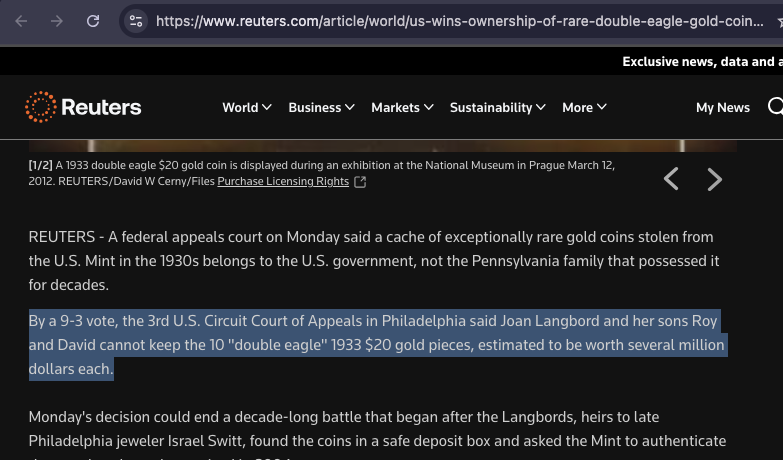 https://www.reuters.com/article/world/us-wins-ownership-of-rare-double-eagle-gold-coin...
Exclusive news, data and a
Reuters
World Business Markets Sustainability More My News
[1/2] A 1933 double eagle $20 gold coin is displayed during an exhibition at the National Museum in Prague March 12,
2012. REUTERS/David W Cerny/Files Purchase Licensing Rights
REUTERS - A federal appeals court on Monday said a cache of exceptionally rare gold coins stolen from
the U.S. Mint in the 1930s belongs to the U.S. government, not the Pennsylvania family that possessed it
for decades.
By a 9-3 vote, the 3rd U.S. Circuit Court of Appeals in Philadelphia said Joan Langbord and her sons Roy
and David cannot keep the 10 "double eagle" 1933 $20 gold pieces, estimated to be worth several million
dollars each.
Monday's decision could end a decade-long battle that began after the Langbords, heirs to late
Philadelphia jeweler Israel Switt, found the coins in a safe deposit box and asked the Mint to authenticate